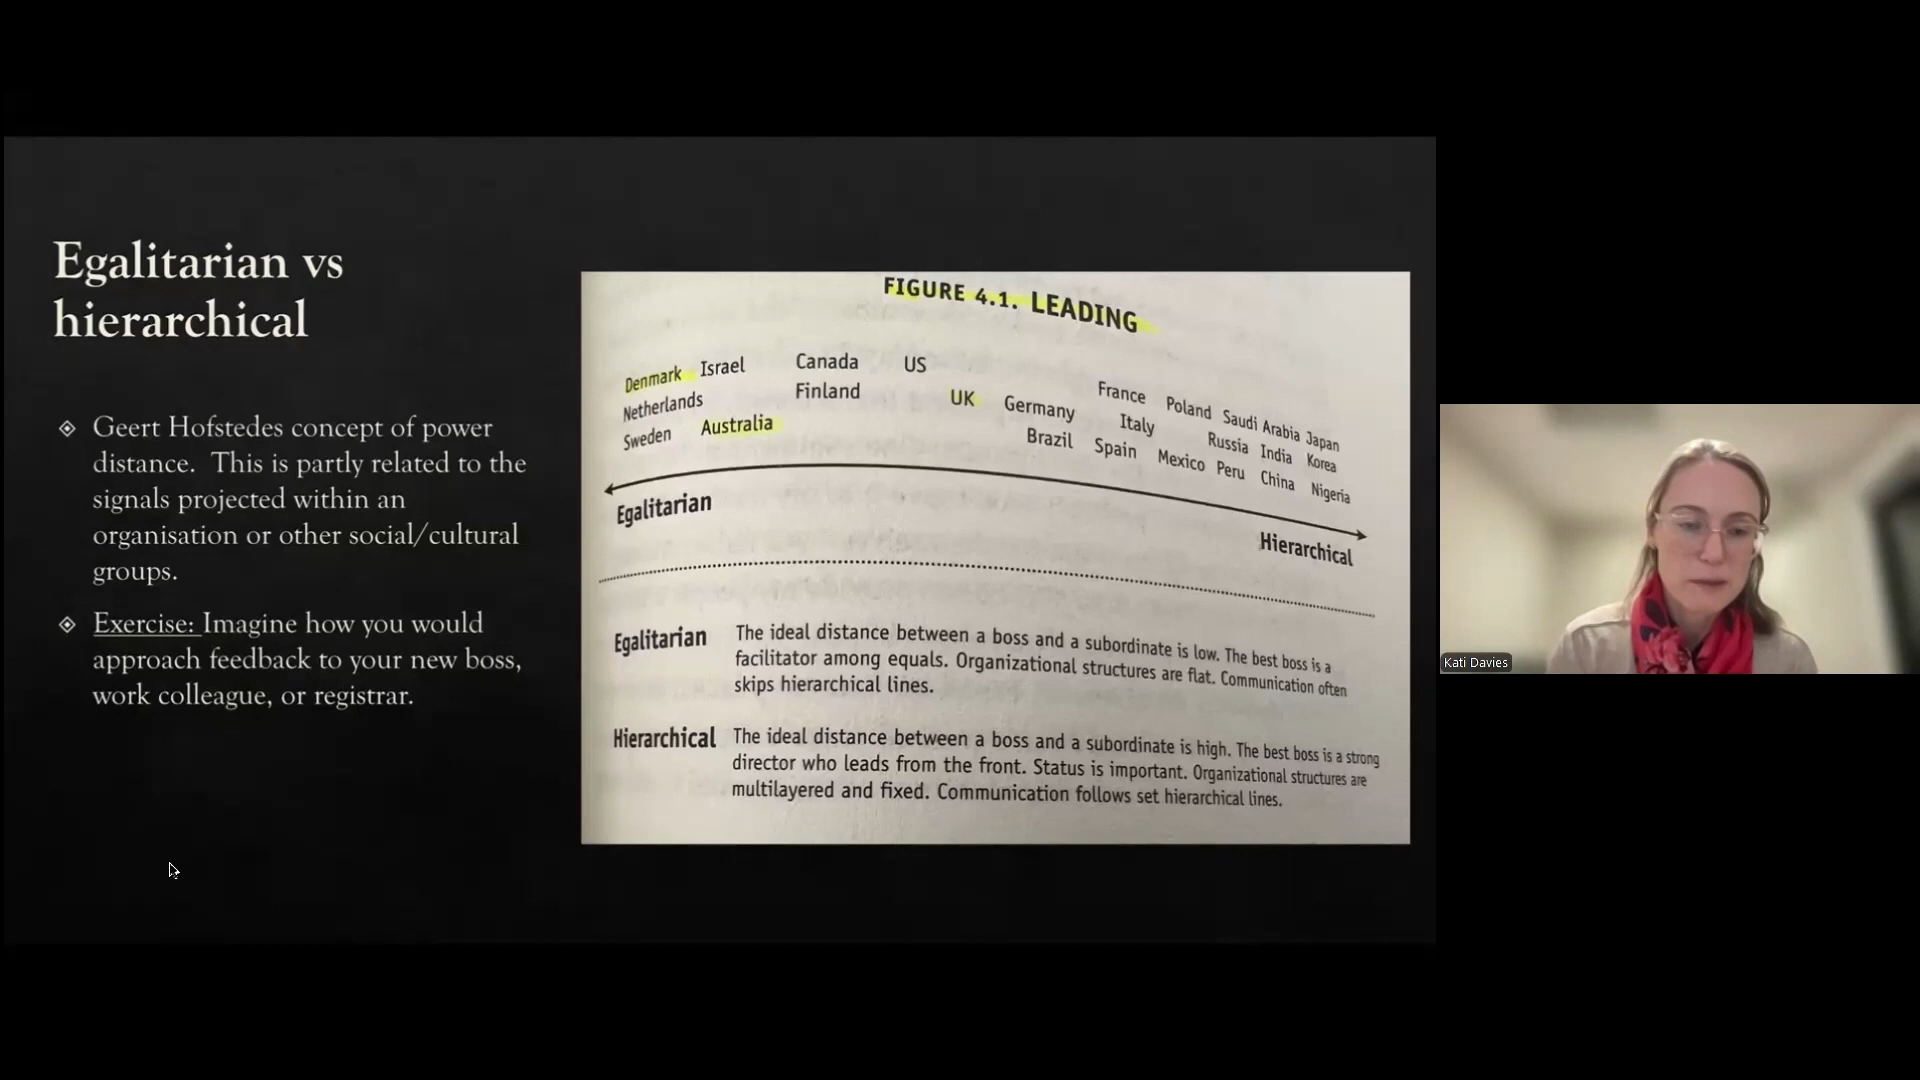 Egalitarian vs
hierarchical
Geert Hofstedes concept of power
distance. This is partly related to the
signals projected within an
organisation or other social/cultural
groups.
Exercise: Imagine how you would
approach feedback to your new boss,
work colleague, or registrar.
FIGURE 4.1. LEADING
Denmark Israel Canada US
Netherlands Finland UK Germany France Poland Saudi Arabia Japan
Sweden Australia Brazil Italy Russia India Korea
Spain Mexico Peru China Nigeria
Egalitarian
Hierarchical
Egalitarian The ideal distance between a boss and a subordinate is low. The best boss is a
facilitator among equals. Organizational structures are flat. Communication often
skips hierarchical lines.
Hierarchical The ideal distance between a boss and a subordinate is high. The best boss is a strong
director who leads from the front. Status is important. Organizational structures are
multilayered and fixed. Communication follows set hierarchical lines.
Kati Davies